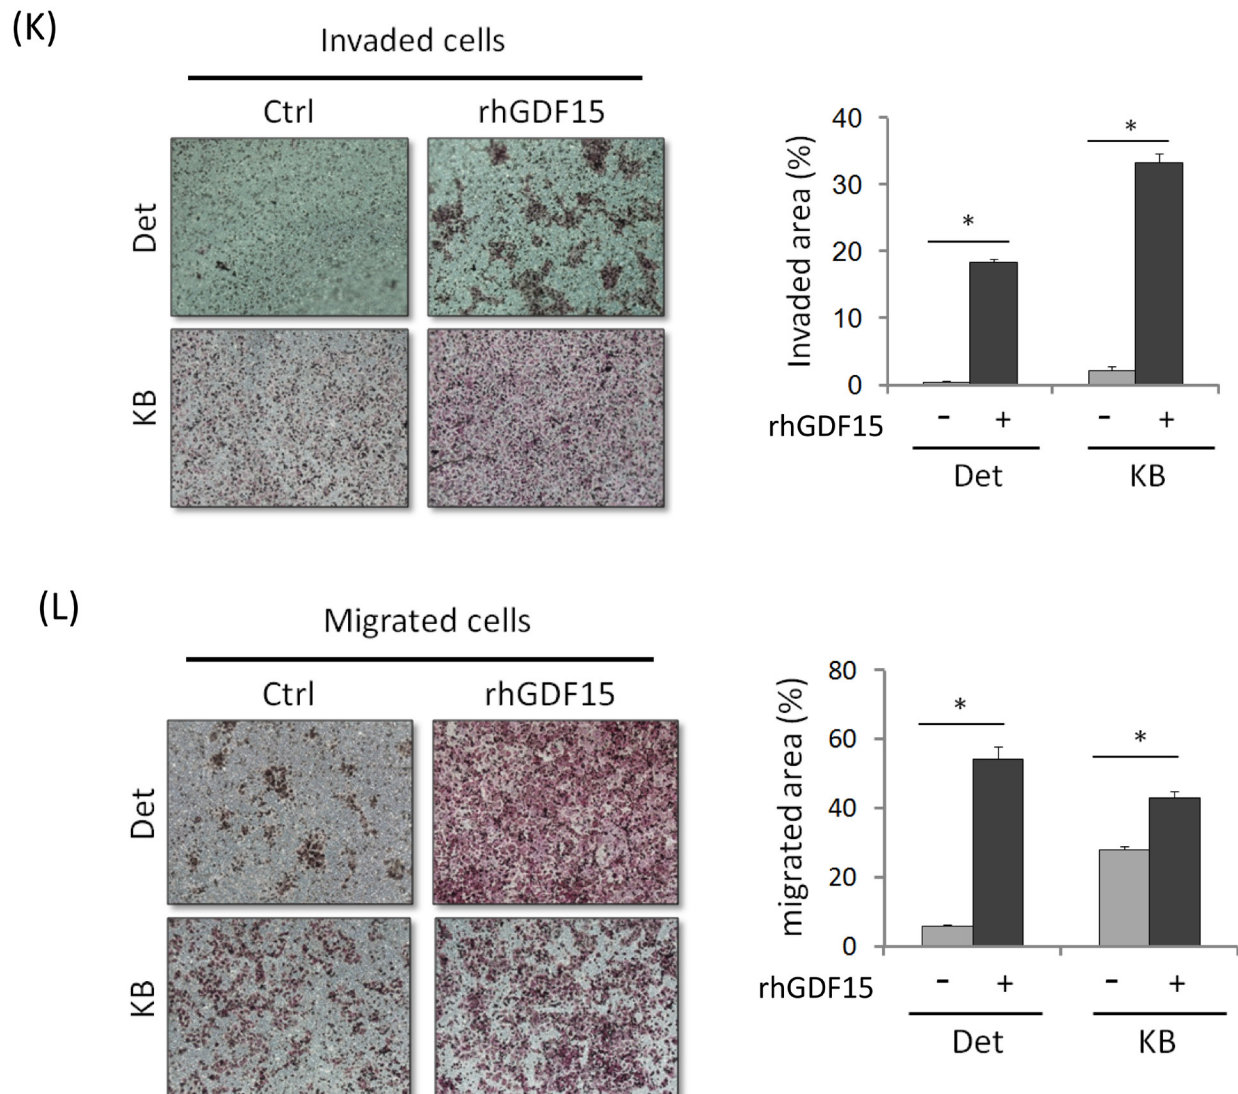 (K)
Invaded cells
Ctrl rhGDF15
Det
KB
Invaded area (%)
40
30
20
10
0
*
*
rhGDF15 - + - +
Det KB
(L)
Migrated cells
Ctrl rhGDF15
Det
KB
migrated area (%)
80
60
40
20
0
*
*
rhGDF15 - + - +
Det KB